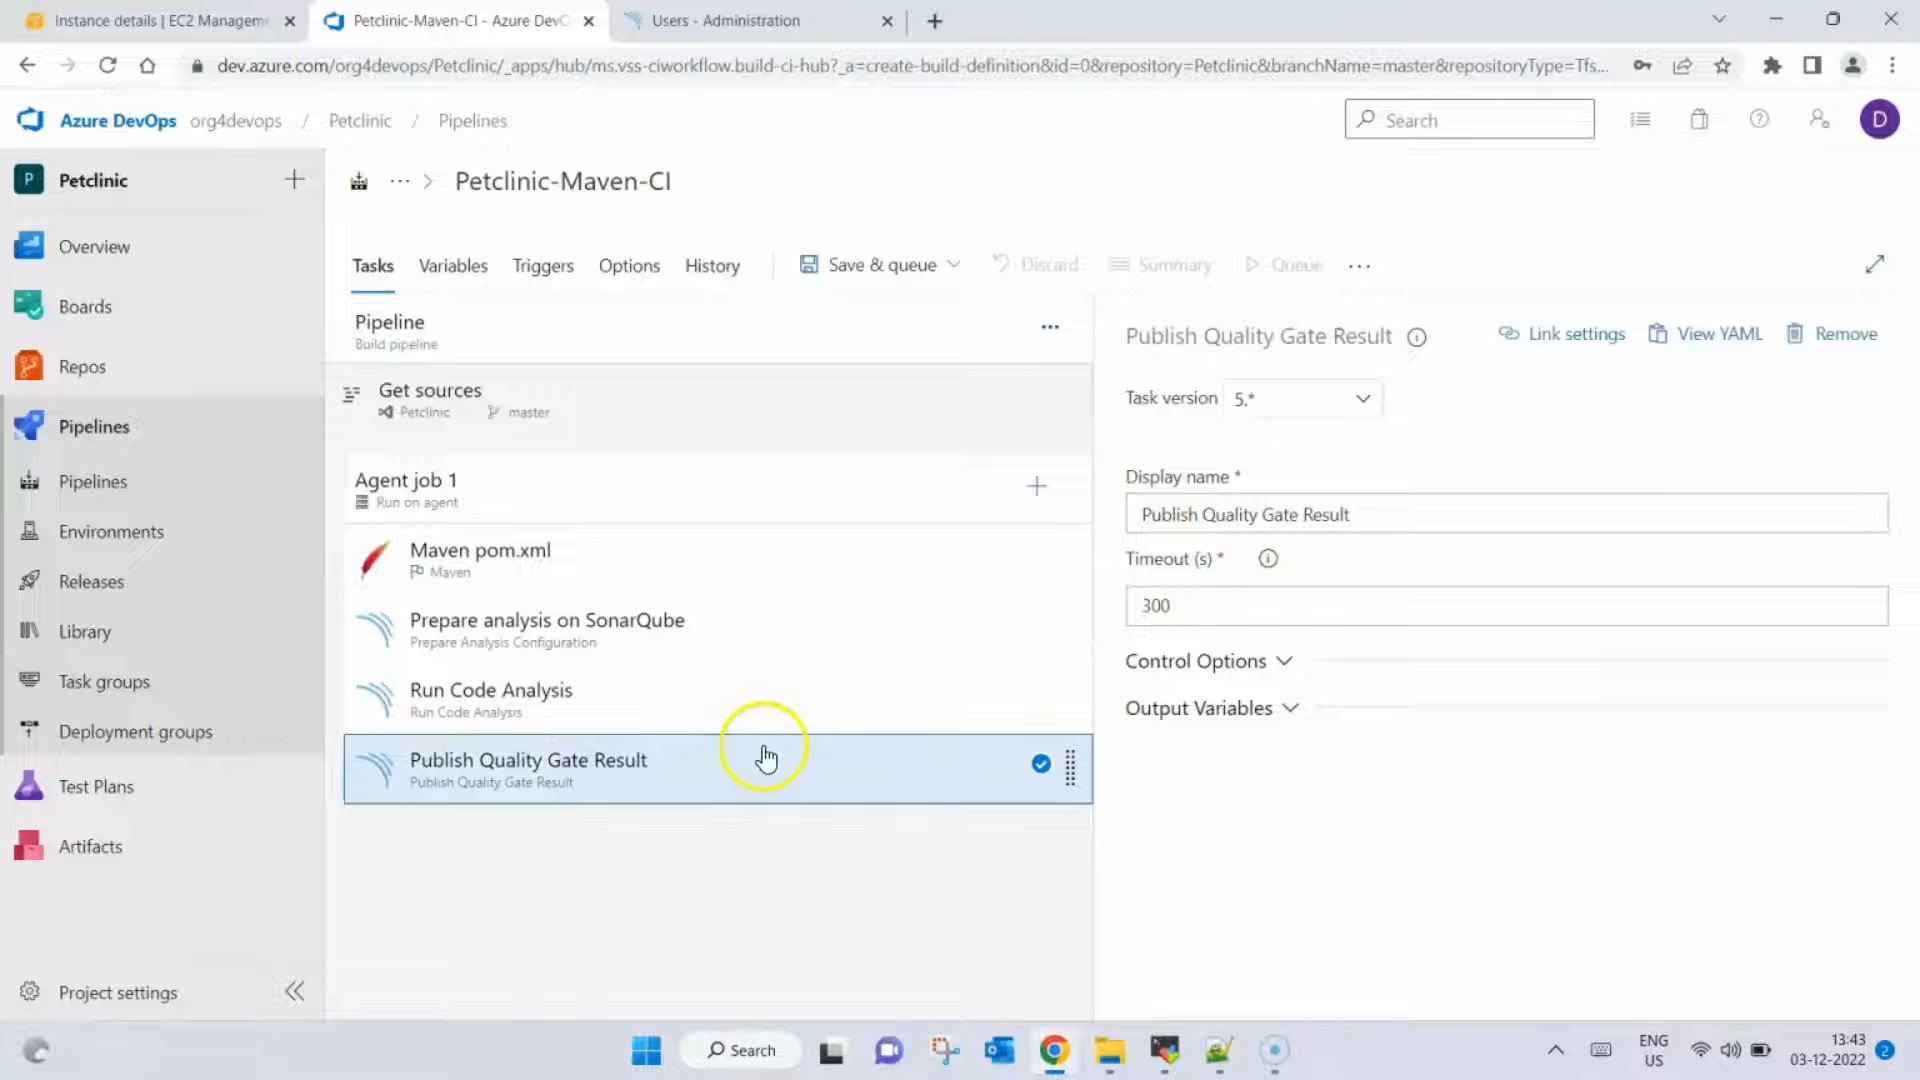 Instance details | EC2 Manageme
Petclinic-Maven-CI - Azure DevO
Users - Administration
dev.azure.com/org4devops/Petclinic/_apps/hub/ms.vss-ciworkflow.build-ci-hub?_a=create-build-definition&id=0&repository=Petclinic&branchName=master&repositoryType=Tfs...
Azure DevOps org4devops / Petclinic / Pipelines
Search
D
P Petclinic
Overview
Boards
Repos
Pipelines
Pipelines
Environments
Releases
Library
Task groups
Deployment groups
Test Plans
Artifacts
Project settings
... > Petclinic-Maven-CI
Tasks Variables Triggers Options History Save & queue Discard Summary Queue ...
Pipeline
Build pipeline
Get sources
Petclinic master
Agent job 1
Run on agent
Maven pom.xml
Maven
Prepare analysis on SonarQube
Prepare Analysis Configuration
Run Code Analysis
Run Code Analysis
Publish Quality Gate Result
Publish Quality Gate Result
Publish Quality Gate Result
Link settings View YAML Remove
Task version 5.*
Display name *
Publish Quality Gate Result
Timeout (s) *
300
Control Options
Output Variables
Search
ENG
US
13:43
03-12-2022
2